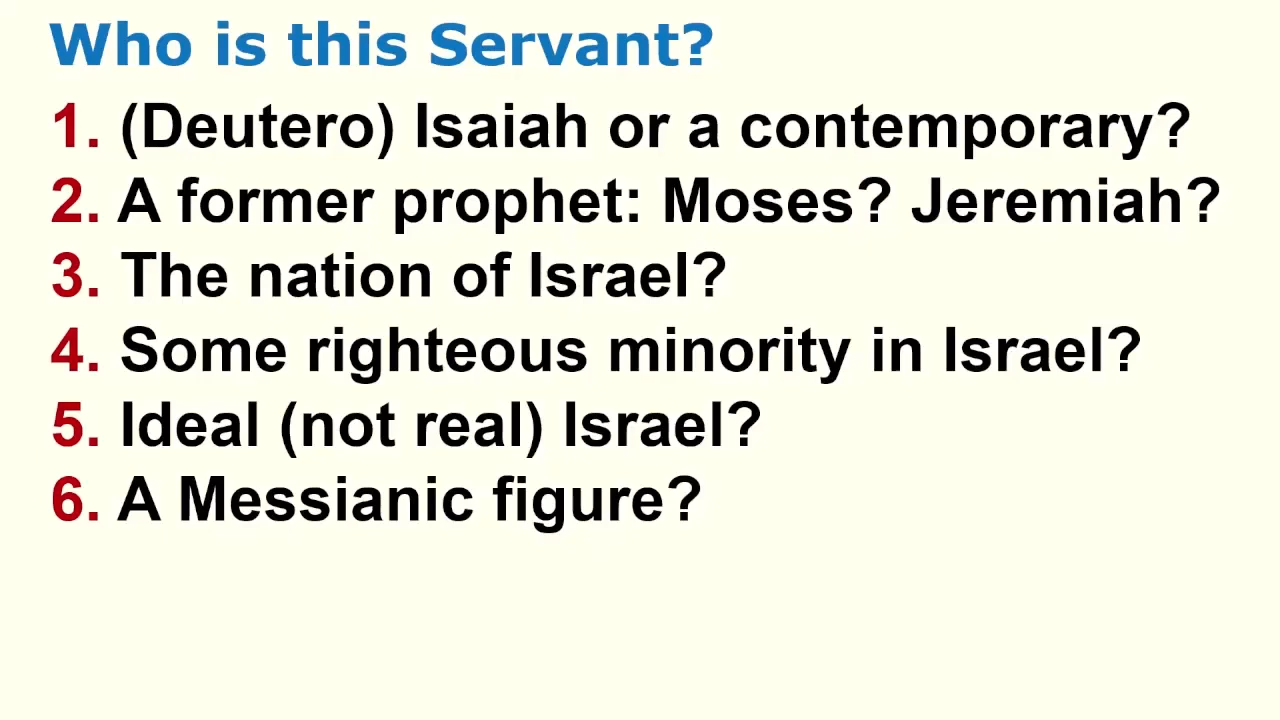 Who is this Servant?
1. (Deutero) Isaiah or a contemporary?
2. A former prophet: Moses? Jeremiah?
3. The nation of Israel?
4. Some righteous minority in Israel?
5. Ideal (not real) Israel?
6. A Messianic figure?